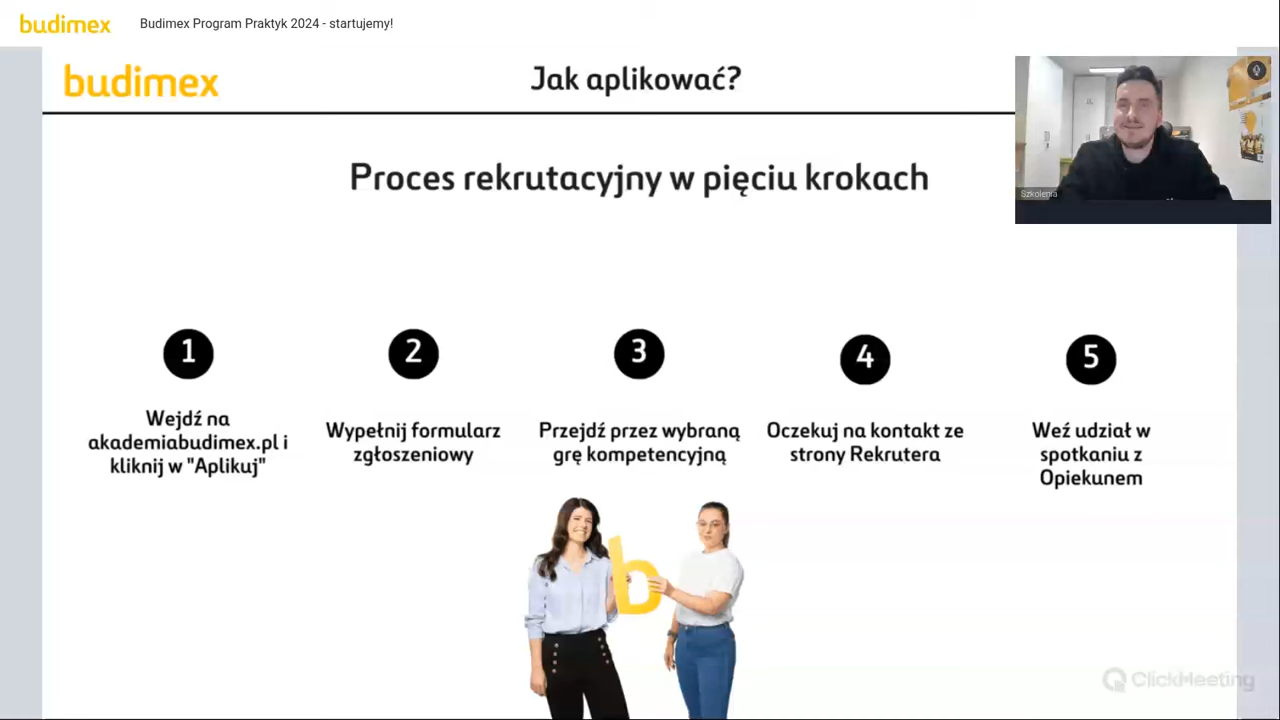 budimex
Budimex Program Praktyk 2024 - startujemy!
budimex
Jak aplikować?
Szkolenia
Proces rekrutacyjny w pięciu krokach
1
Wejdź na
akademiabudimex.pl i
kliknij w "Aplikuj"
2
Wypełnij formularz
zgłoszeniowy
3
Przejdź przez wybraną
grę kompetencyjną
4
Oczekuj na kontakt ze
strony Rekrutera
5
Weź udział w
spotkaniu z
Opiekunem
b
ClickMeeting